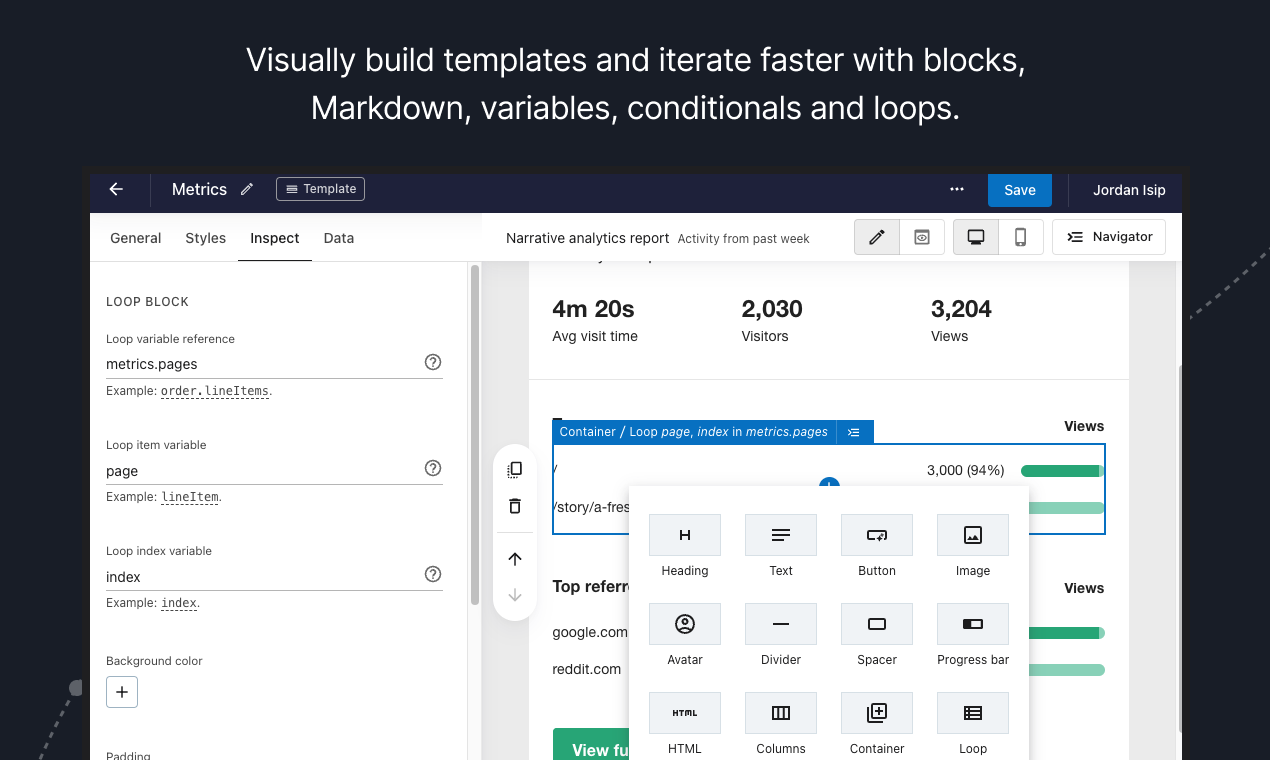 Visually build templates and iterate faster with blocks,
Markdown, variables, conditionals and loops.
Metrics
Template
Save
Jordan Isip
General Styles Inspect Data
Narrative analytics report Activity from past week
Navigator
LOOP BLOCK
Loop variable reference
metrics.pages
Example: order.lineItems.
Loop item variable
page
Example: lineItem.
Loop index variable
index
Example: index.
Background color
Padding
4m 20s 2,030 3,204
Avg visit time Visitors Views
Views
Container / Loop page, index in metrics.pages
/ 3,000 (94%)
/story/a-fres
Top referr Views
google.com
reddit.com
View fu
H
Heading Text Button Image
Avatar Divider Spacer Progress bar
HTML
HTML Columns Container Loop